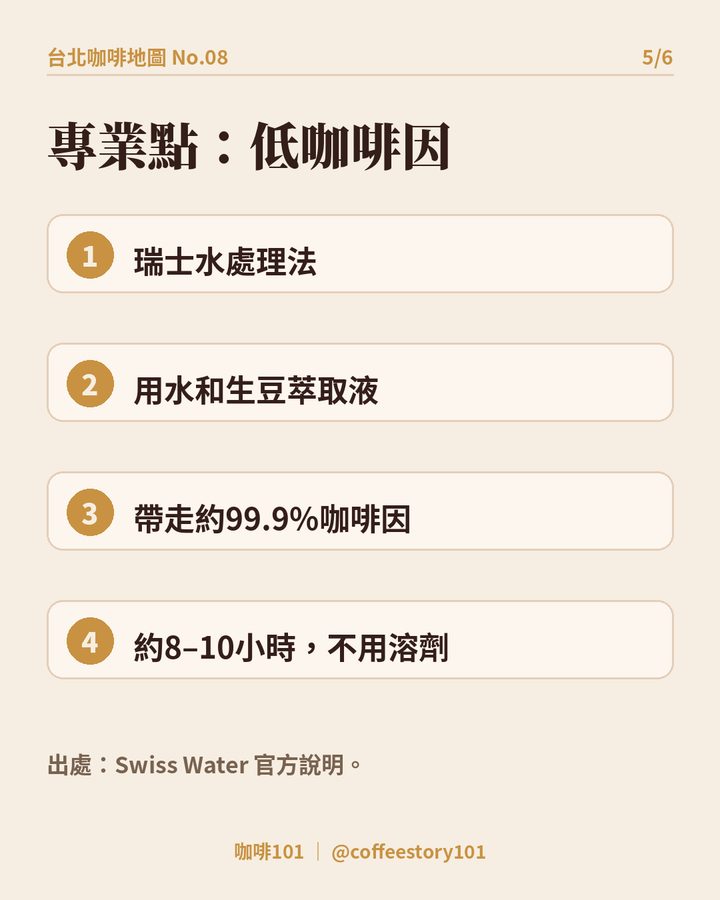 台北咖啡地圖 No.08
5/6
專業點：低咖啡因
1 瑞士水處理法
2 用水和生豆萃取液
3 帶走約99.9%咖啡因
4 約8–10小時，不用溶劑
出處：Swiss Water 官方說明。
咖啡101｜@coffeestory101